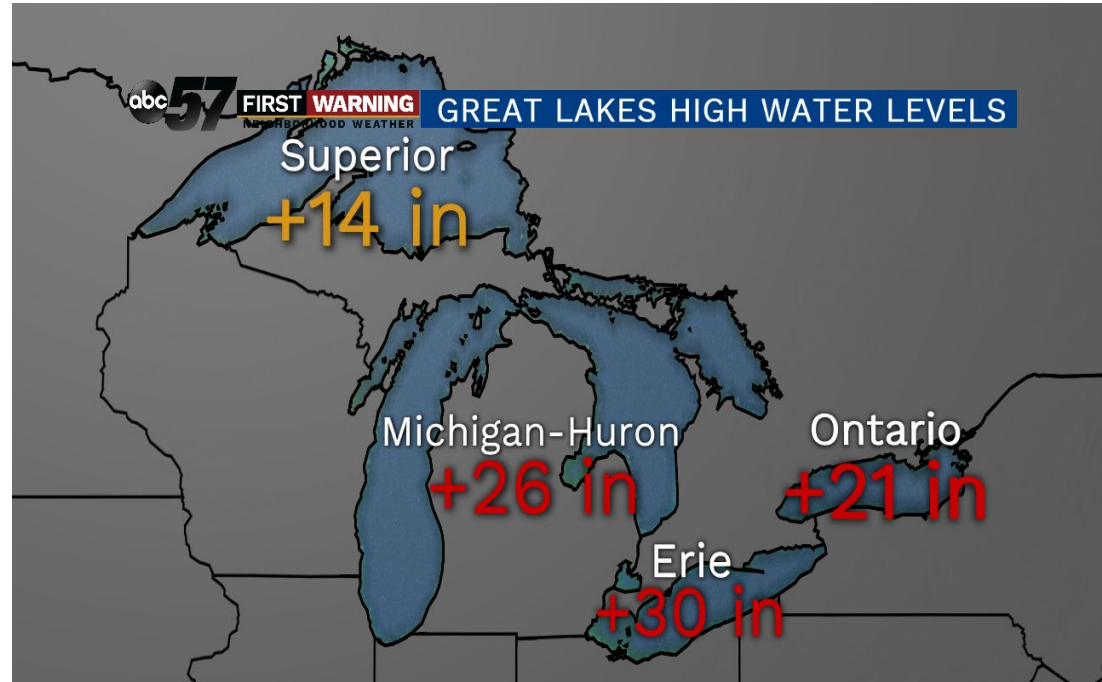 abc 57 FIRST WARNING
NEIGHBORHOOD WEATHER
GREAT LAKES HIGH WATER LEVELS
Superior
+14 in
Michigan-Huron
+26 in
Ontario
+21 in
Erie
+30 in